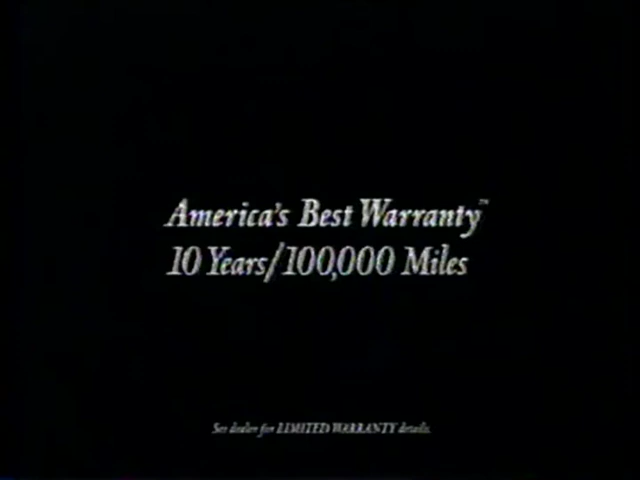 America's Best Warranty™
10 Years/100,000 Miles
See dealer for LIMITED WARRANTY details.